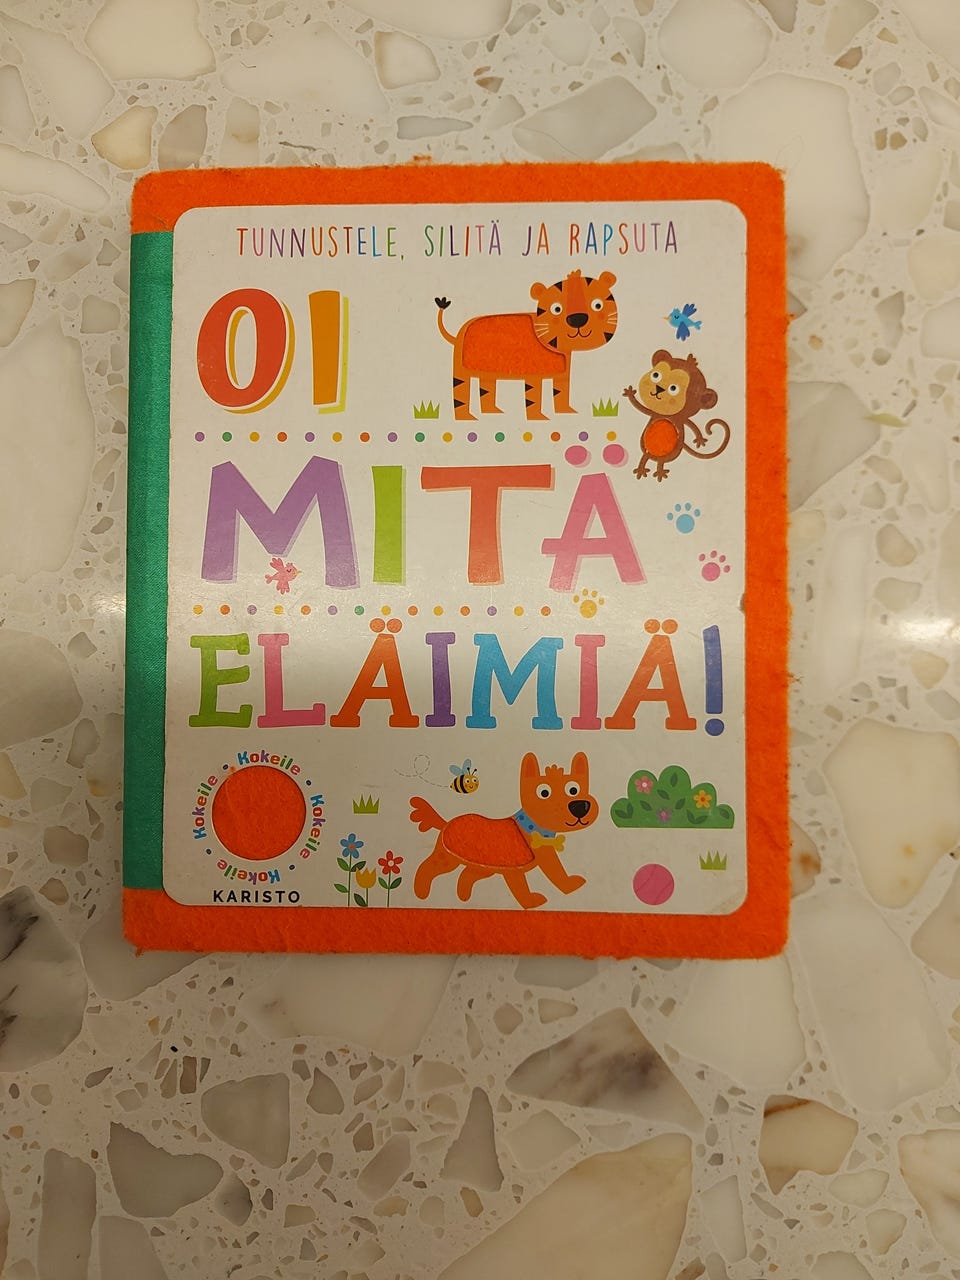 TUNNUSTELE, SILITÄ JA RAPSUTA
OI
MITÄ
ELÄIMIÄ!
Kokeile • Kokeile • Kokeile • Kokeile •
KARISTO